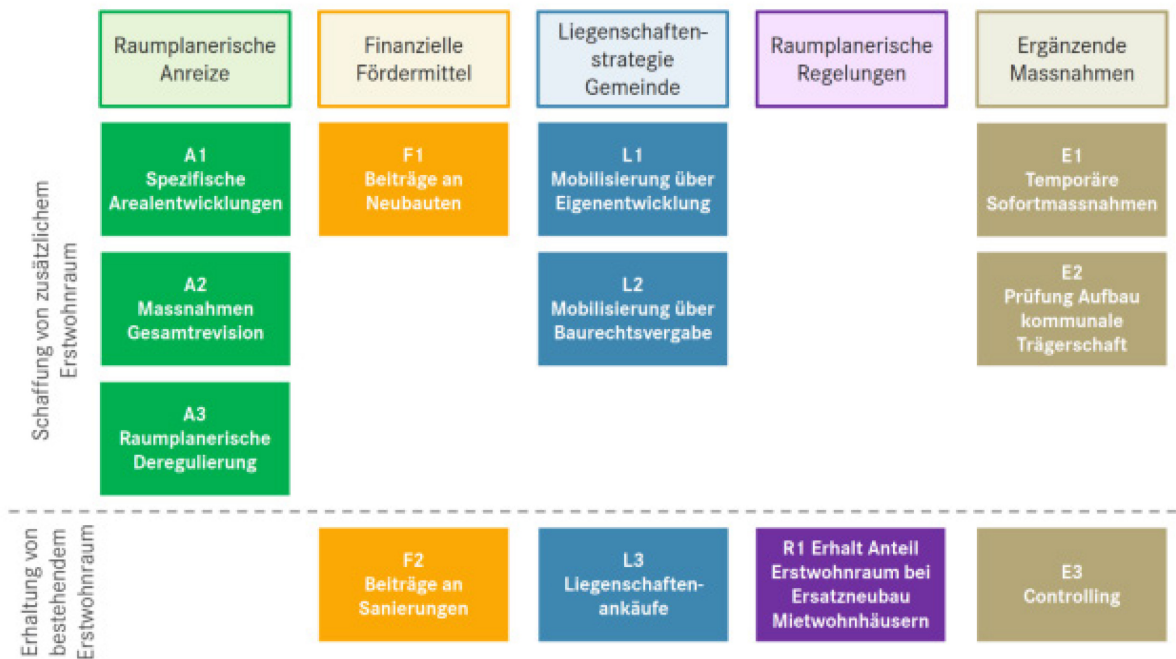 Raumplanerische
Anreize
Finanzielle
Fördermittel
Liegenschaften-
strategie
Gemeinde
Raumplanerische
Regelungen
Ergänzende
Massnahmen
Schaffung von zusätzlichem
Erstwohnraum
A1
Spezifische
Arealentwicklungen
F1
Beiträge an
Neubauten
L1
Mobilisierung über
Eigenentwicklung
E1
Temporäre
Sofortmassnahmen
A2
Massnahmen
Gesamtrevision
L2
Mobilisierung über
Baurechtsvergabe
E2
Prüfung Aufbau
kommunale
Trägerschaft
A3
Raumplanerische
Deregulierung
Erhaltung von
bestehendem
Erstwohnraum
F2
Beiträge an
Sanierungen
L3
Liegenschaften-
ankäufe
R1 Erhalt Anteil
Erstwohnraum bei
Ersatzneubau
Mietwohnhäusern
E3
Controlling